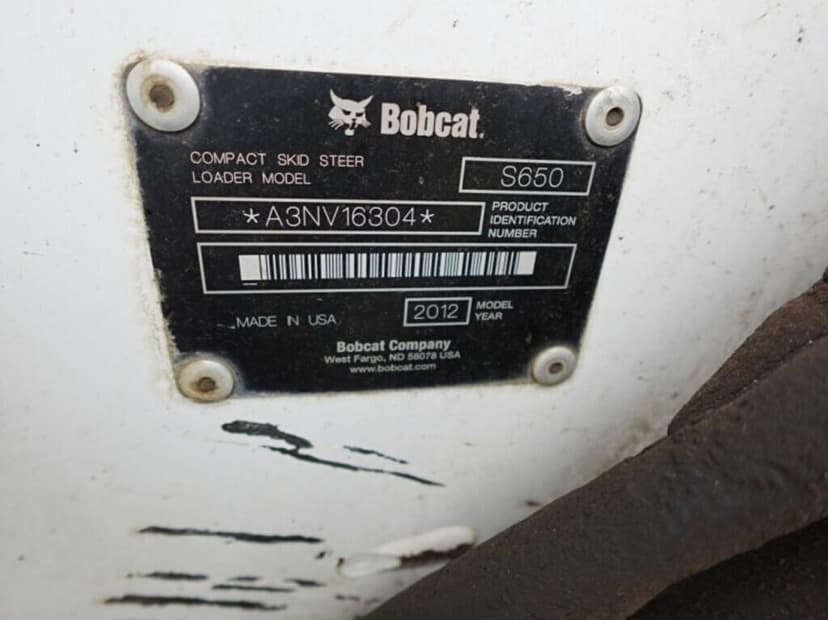 Bobcat.
COMPACT SKID STEER
LOADER MODEL
S650
*A3NV16304*
PRODUCT
IDENTIFICATION
NUMBER
MADE IN USA
2012
MODEL
YEAR
Bobcat Company
West Fargo, ND 58078 USA
www.bobcat.com